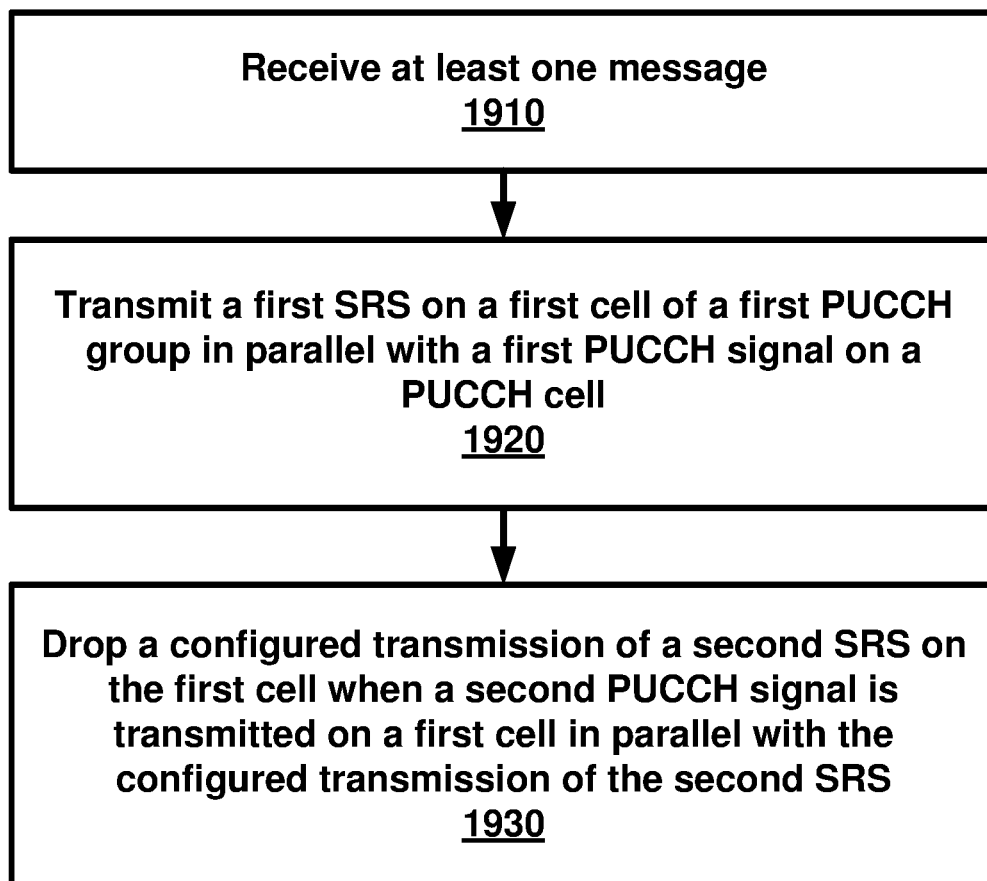 Receive at least one message
1910
Transmit a first SRS on a first cell of a first PUCCH
group in parallel with a first PUCCH signal on a
PUCCH cell
1920
Drop a configured transmission of a second SRS on
the first cell when a second PUCCH signal is
transmitted on a first cell in parallel with the
configured transmission of the second SRS
1930